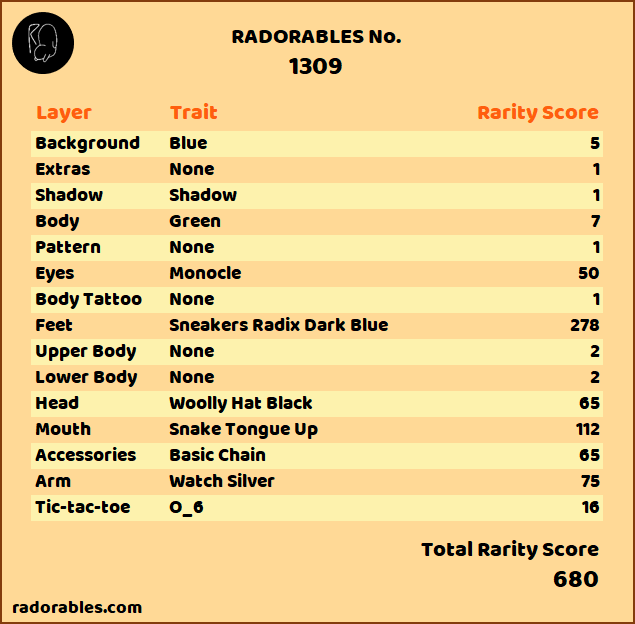 RADORABLES No.
1309
Layer Trait Rarity Score
Background Blue 5
Extras None 1
Shadow Shadow 1
Body Green 7
Pattern None 1
Eyes Monocle 50
Body Tattoo None 1
Feet Sneakers Radix Dark Blue 278
Upper Body None 2
Lower Body None 2
Head Woolly Hat Black 65
Mouth Snake Tongue Up 112
Accessories Basic Chain 65
Arm Watch Silver 75
Tic-tac-toe O_6 16
Total Rarity Score
680
radorables.com